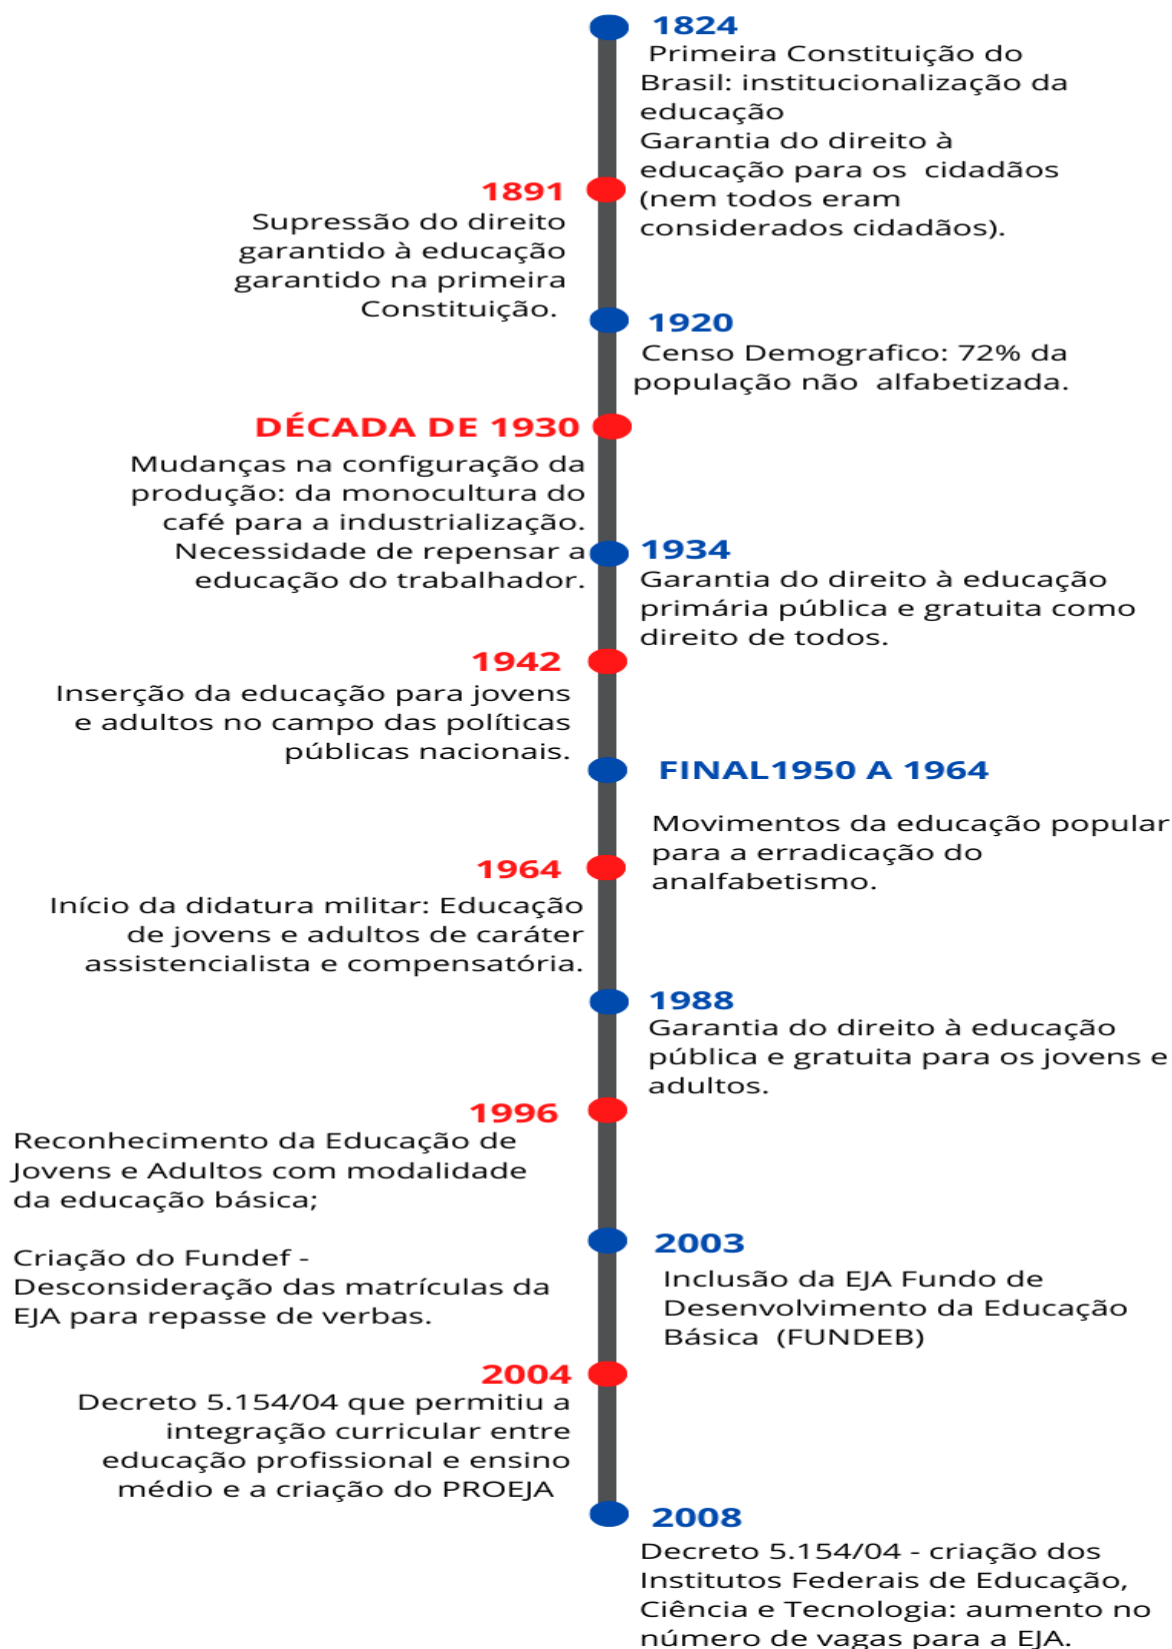 1824
Primeira Constituição do
Brasil: institucionalização da
educação
Garantia do direito à
educação para os cidadãos
(nem todos eram
considerados cidadãos).
1891
Supressão do direito
garantido à educação
garantido na primeira
Constituição.
1920
Censo Demografico: 72% da
população não alfabetizada.
DÉCADA DE 1930
Mudanças na configuração da
produção: da monocultura do
café para a industrialização.
Necessidade de repensar a
educação do trabalhador.
1934
Garantia do direito à educação
primária pública e gratuita como
direito de todos.
1942
Inserção da educação para jovens
e adultos no campo das políticas
públicas nacionais.
FINAL1950 A 1964
Movimentos da educação popular
para a erradicação do
analfabetismo.
1964
Início da didatura militar: Educação
de jovens e adultos de caráter
assistencialista e compensatória.
1988
Garantia do direito à educação
pública e gratuita para os jovens e
adultos.
1996
Reconhecimento da Educação de
Jovens e Adultos com modalidade
da educação básica;
Criação do Fundef -
Desconsideração das matrículas da
EJA para repasse de verbas.
2003
Inclusão da EJA Fundo de
Desenvolvimento da Educação
Básica (FUNDEB)
2004
Decreto 5.154/04 que permitiu a
integração curricular entre
educação profissional e ensino
médio e a criação do PROEJA
2008
Decreto 5.154/04 - criação dos
Institutos Federais de Educação,
Ciência e Tecnologia: aumento no
número de vagas para a EJA.